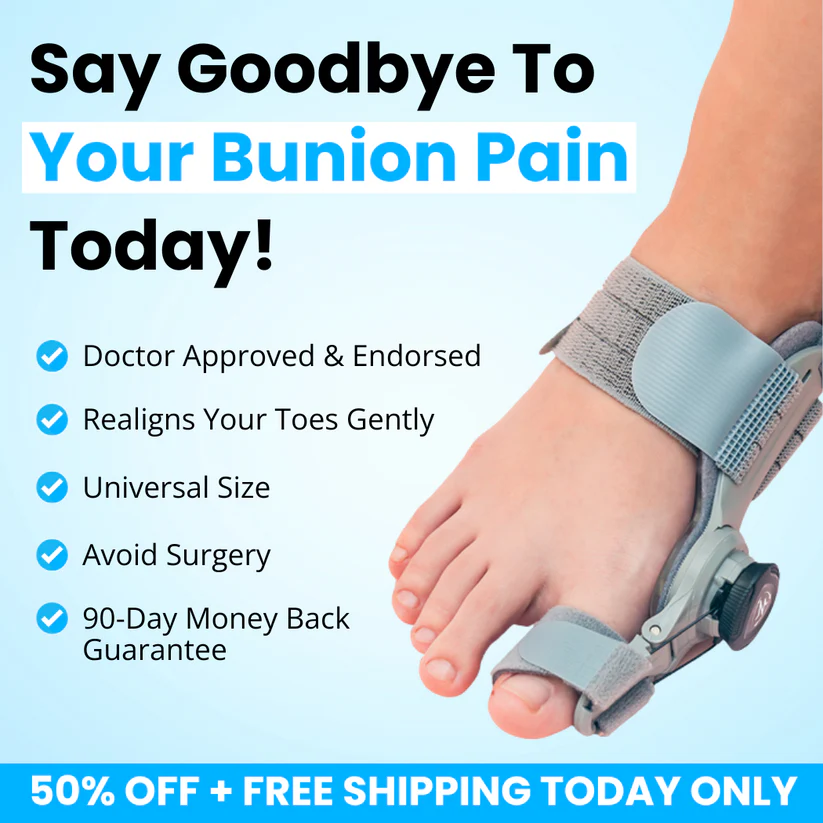 Say Goodbye To
Your Bunion Pain
Today!
Doctor Approved & Endorsed
Realigns Your Toes Gently
Universal Size
Avoid Surgery
90-Day Money Back
Guarantee
50% OFF + FREE SHIPPING TODAY ONLY